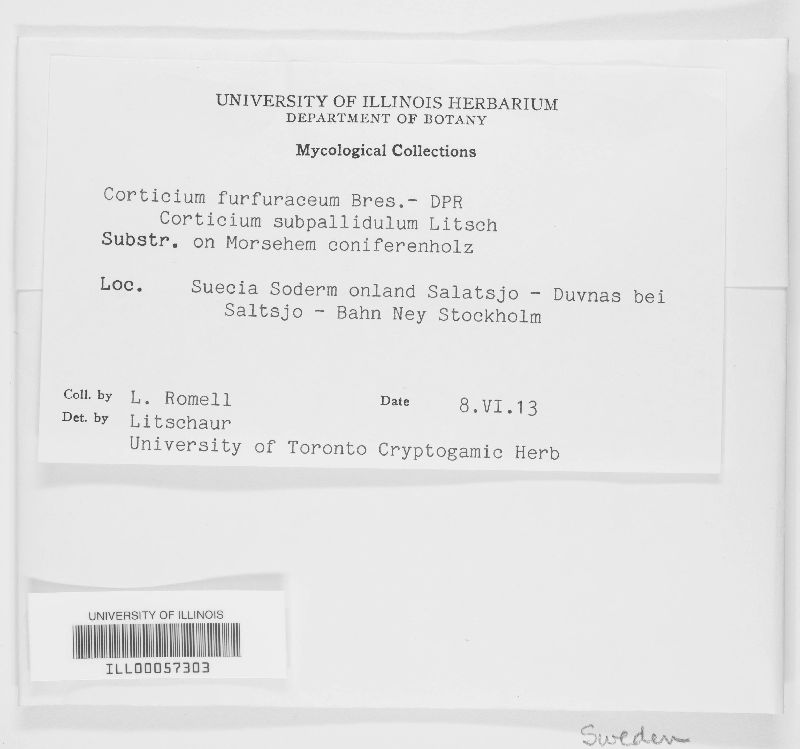 UNIVERSITY OF ILLINOIS HERBARIUM
DEPARTMENT OF BOTANY
Mycological Collections
Corticium furfuraceum Bres.- DPR
Corticium subpallidulum Litsch
Substr. on Morsehem coniferenholz
Loc. Suecia Soderm onland Salatsjo - Duvnas bei
Saltsjo - Bahn Ney Stockholm
Coll. by L. Romell Date 8.VI.13
Det. by Litschaur
University of Toronto Cryptogamic Herb
UNIVERSITY OF ILLINOIS
ILL00057303
Sweden